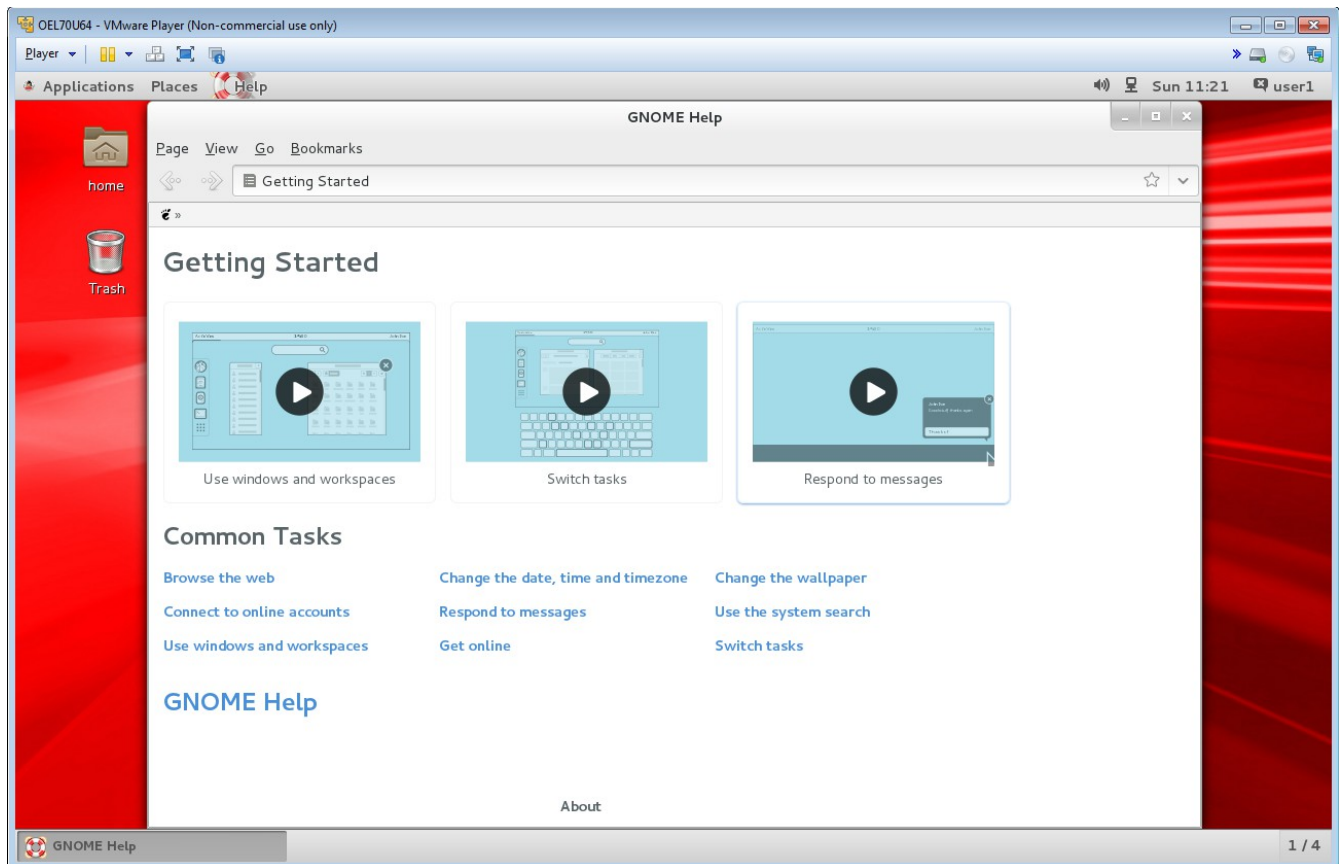 OEL70U64 - VMware Player (Non-commercial use only)
Player
Applications Places Help Sun 11:21 user1
GNOME Help
Page View Go Bookmarks
home
Getting Started
»
Getting Started
Trash
Use windows and workspaces Switch tasks Respond to messages
Common Tasks
Browse the web Change the date, time and timezone Change the wallpaper
Connect to online accounts Respond to messages Use the system search
Use windows and workspaces Get online Switch tasks
GNOME Help
About
GNOME Help 1 / 4